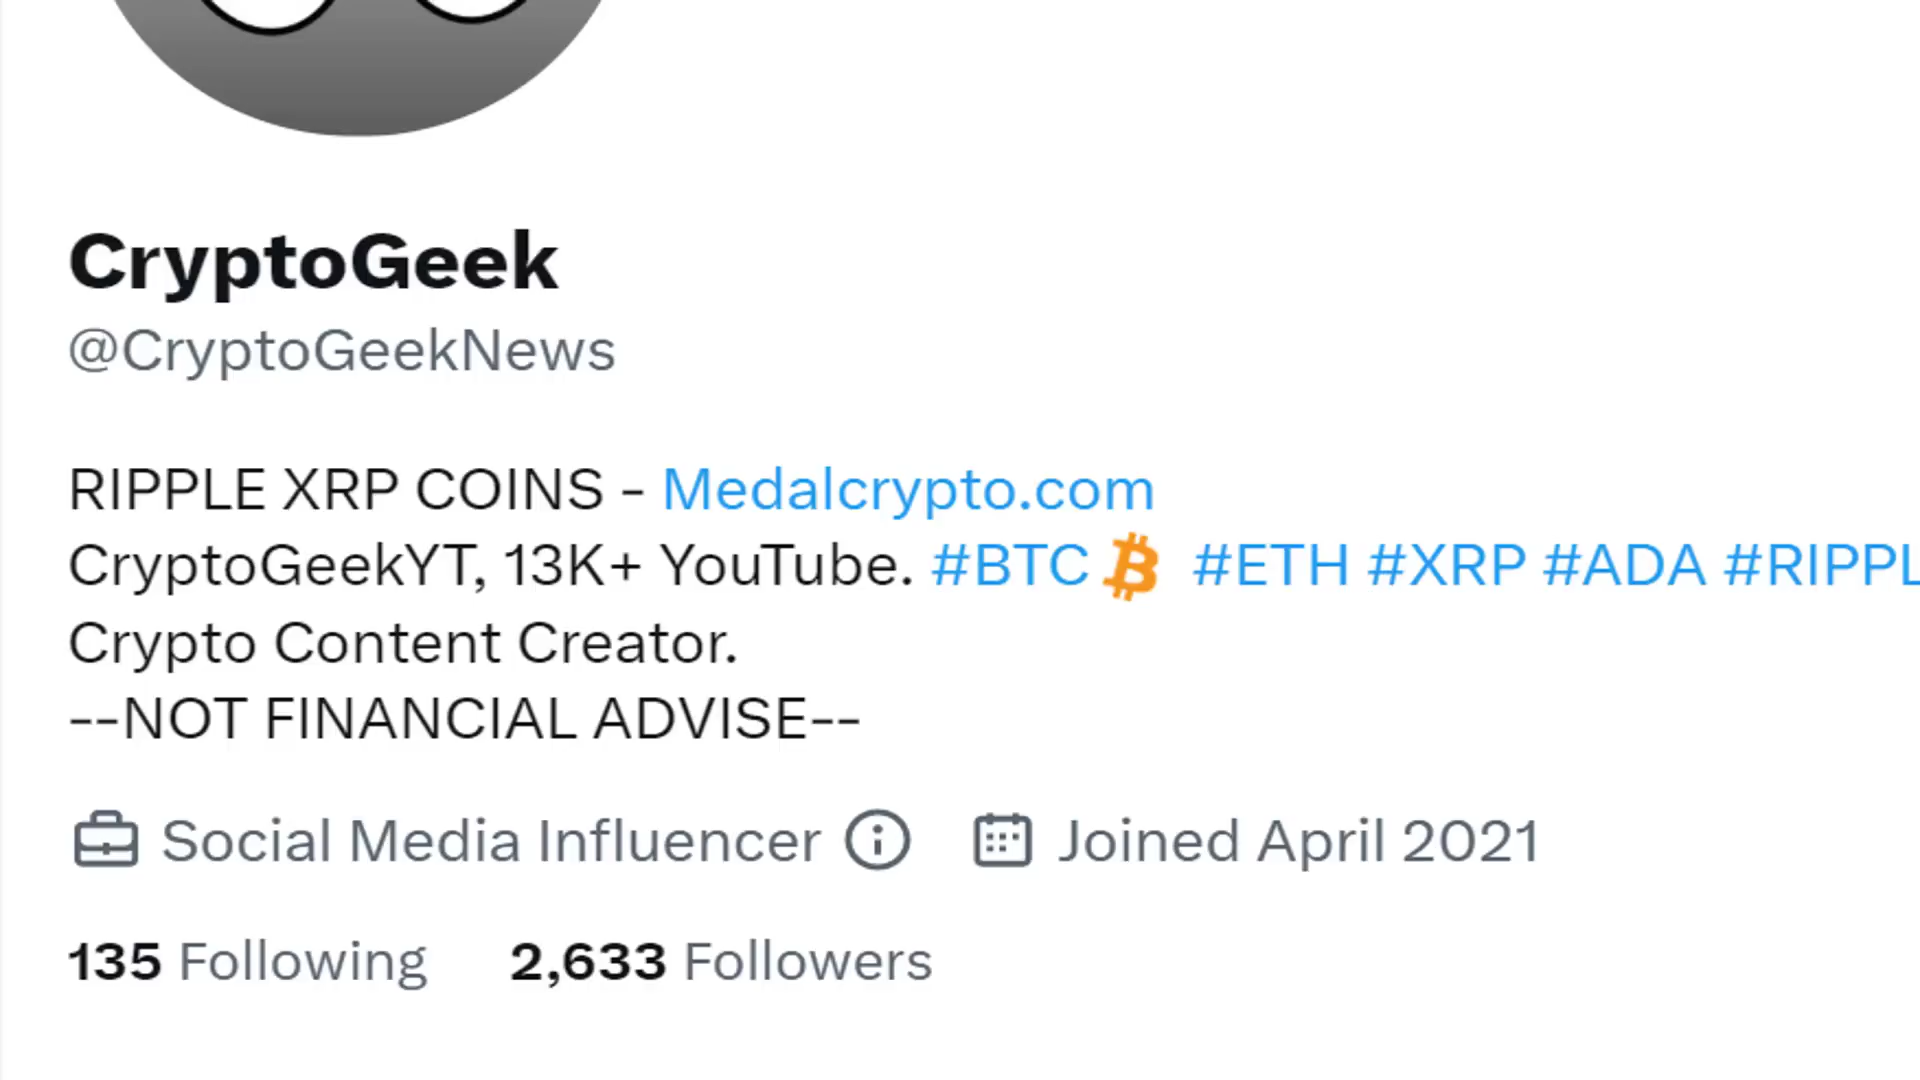 CryptoGeek
@CryptoGeekNews
RIPPLE XRP COINS - Medalcrypto.com
CryptoGeekYT, 13K+ YouTube. #BTC #ETH #XRP #ADA #RIPPL
Crypto Content Creator.
--NOT FINANCIAL ADVISE--
Social Media Influencer Joined April 2021
135 Following 2,633 Followers